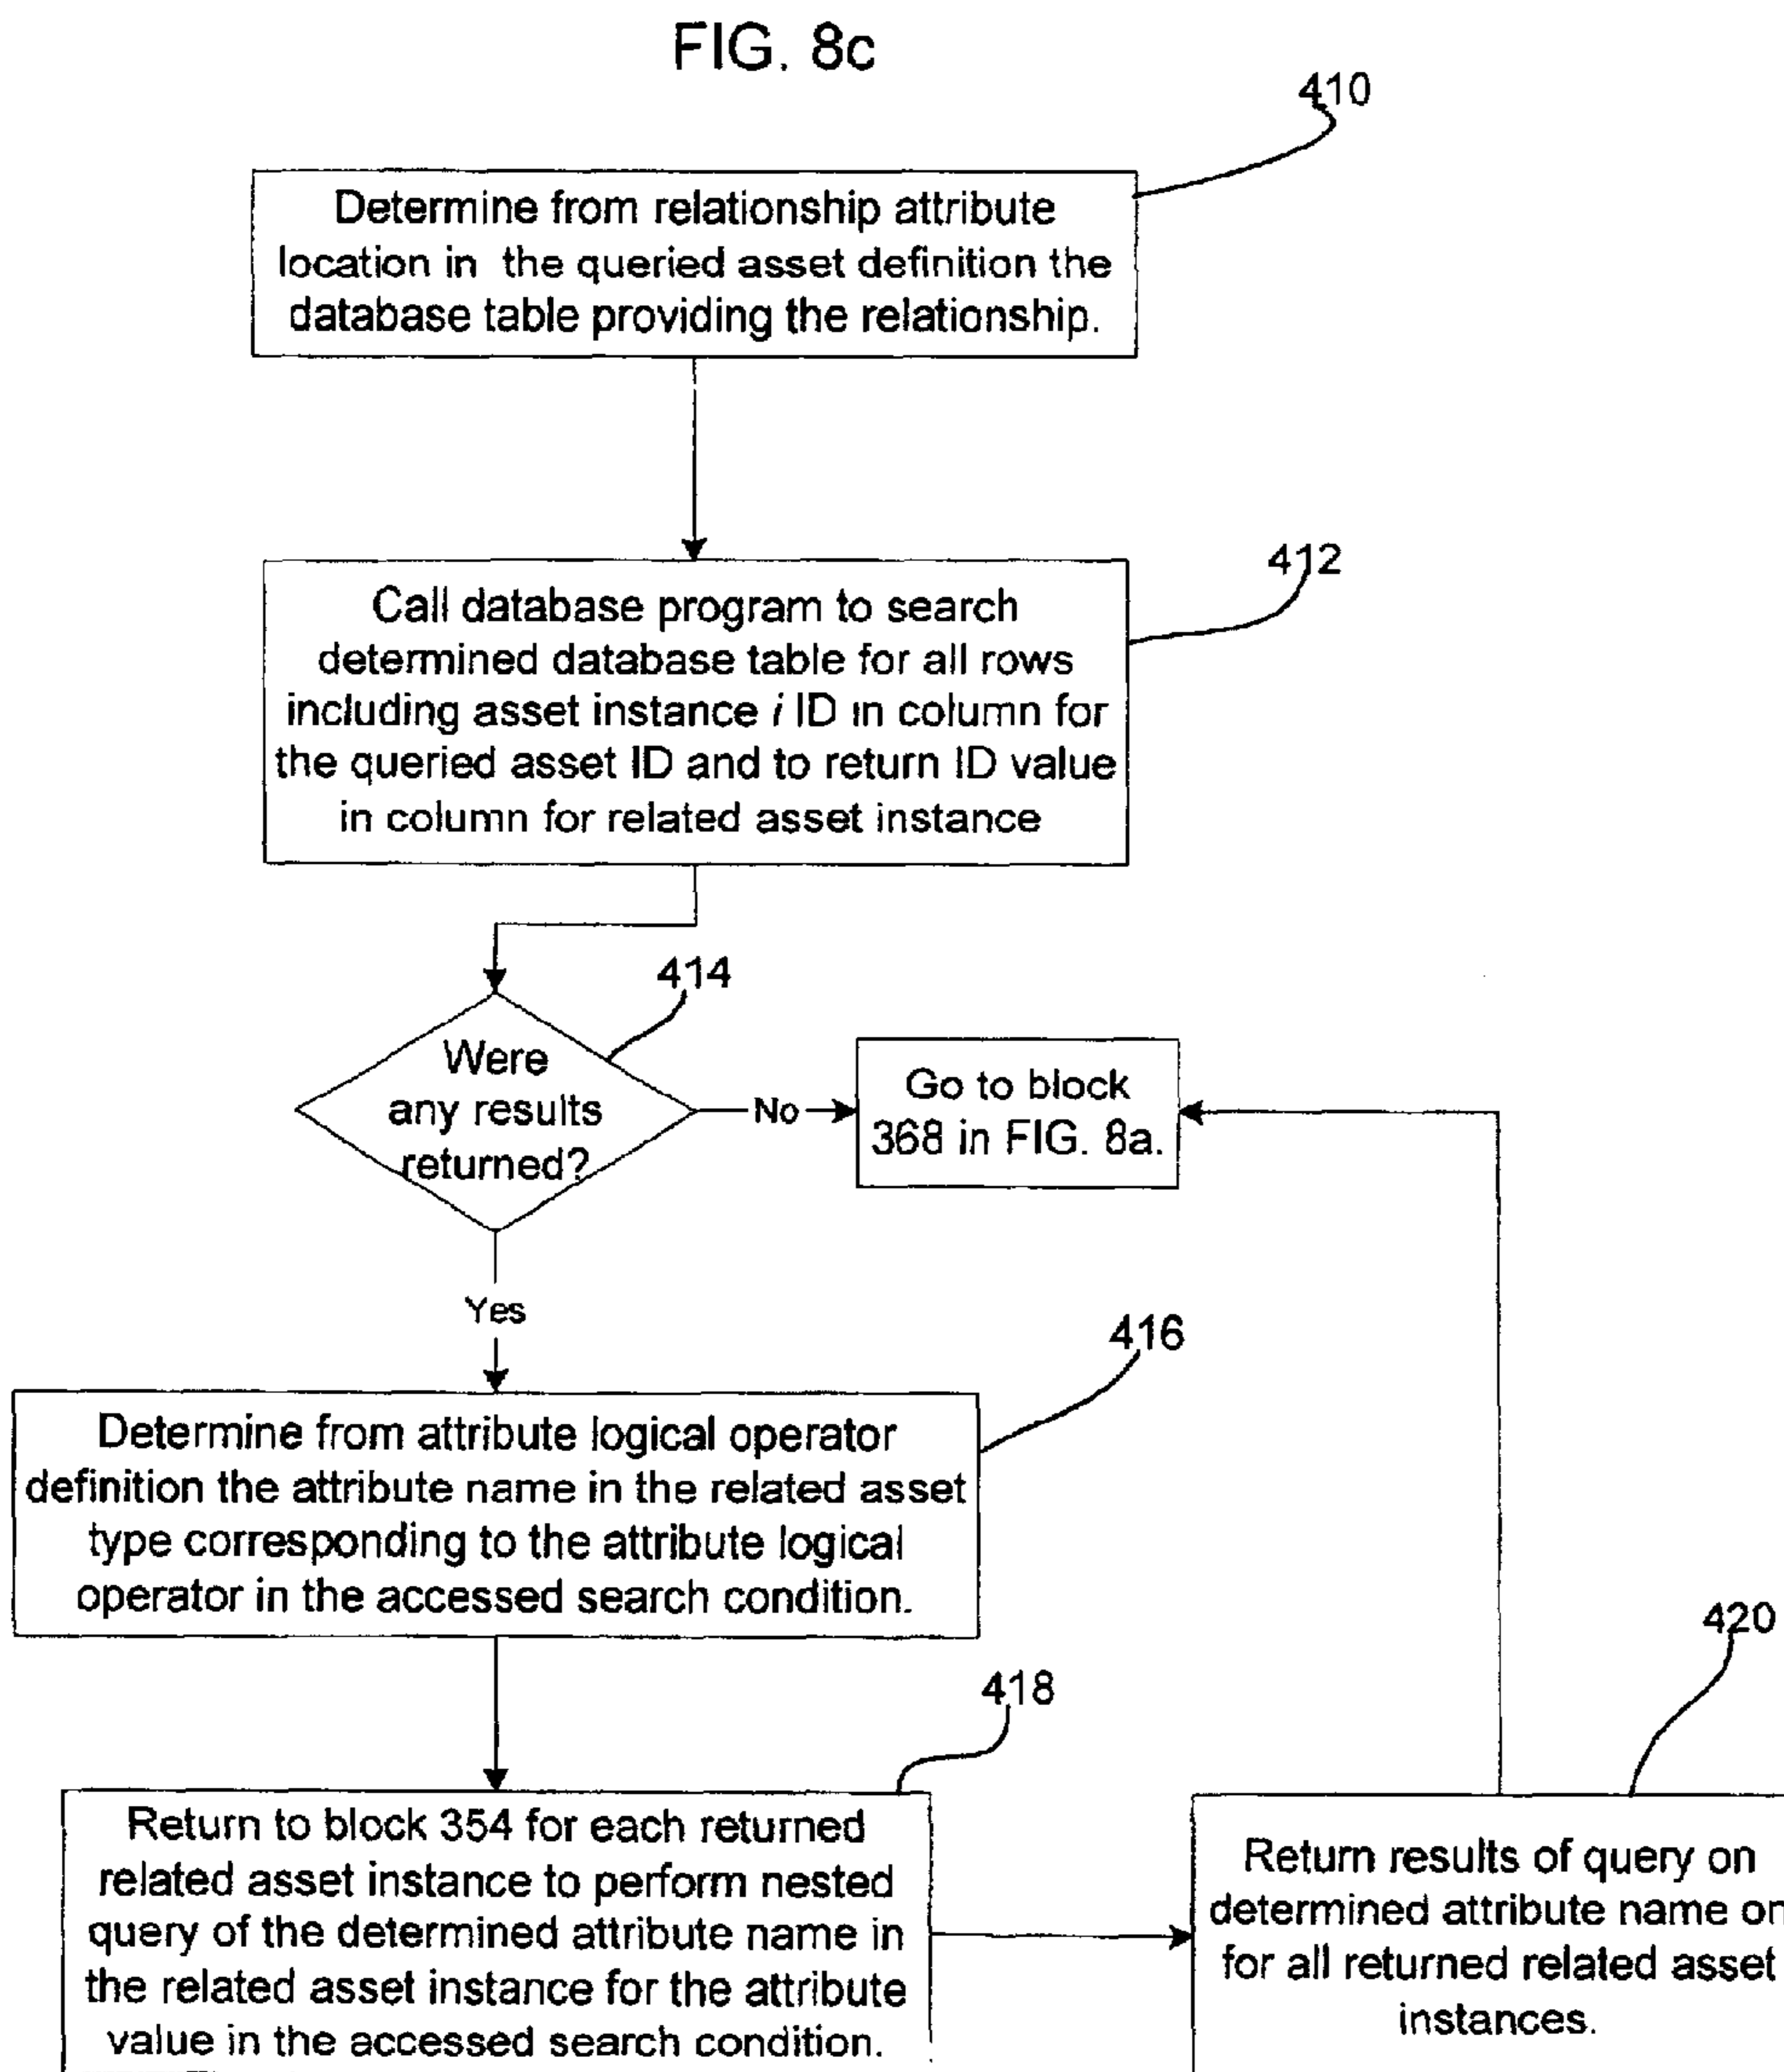 FIG. 8c
410
Determine from relationship attribute
location in the queried asset definition the
database table providing the relationship.
412
Call database program to search
determined database table for all rows
including asset instance i ID in column for
the queried asset ID and to return ID value
in column for related asset instance
414
Were
any results
returned?
No
Go to block
368 in FIG. 8a.
Yes
416
Determine from attribute logical operator
definition the attribute name in the related asset
type corresponding to the attribute logical
operator in the accessed search condition.
418
Return to block 354 for each returned
related asset instance to perform nested
query of the determined attribute name in
the related asset instance for the attribute
value in the accessed search condition.
420
Return results of query on
determined attribute name on
for all returned related asset
instances.